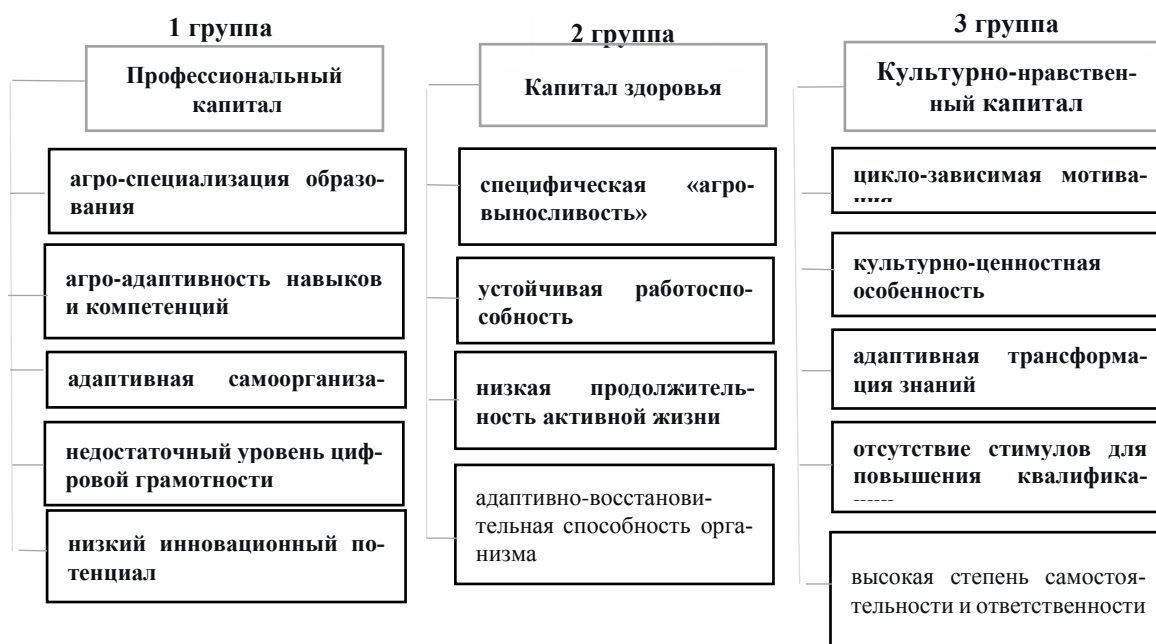 1 группа
Профессиональный
капитал
агро-специализация образо-
вания
агро-адаптивность навыков
и компетенций
адаптивная самоорганиза-
недостаточный уровень циф-
ровой грамотности
низкий инновационный по-
тенциал
2 группа
Капитал здоровья
специфическая «агро-
выносливость»
устойчивая работоспо-
собность
низкая продолжитель-
ность активной жизни
адаптивно-восстанови-
тельная способность орга-
низма
3 группа
Культурно-нравствен-
ный капитал
цикло-зависимая мотива-
ция
культурно-ценностная
особенность
адаптивная трансформа-
ция знаний
отсутствие стимулов для
повышения квалифика-
высокая степень самостоя-
тельности и ответственности